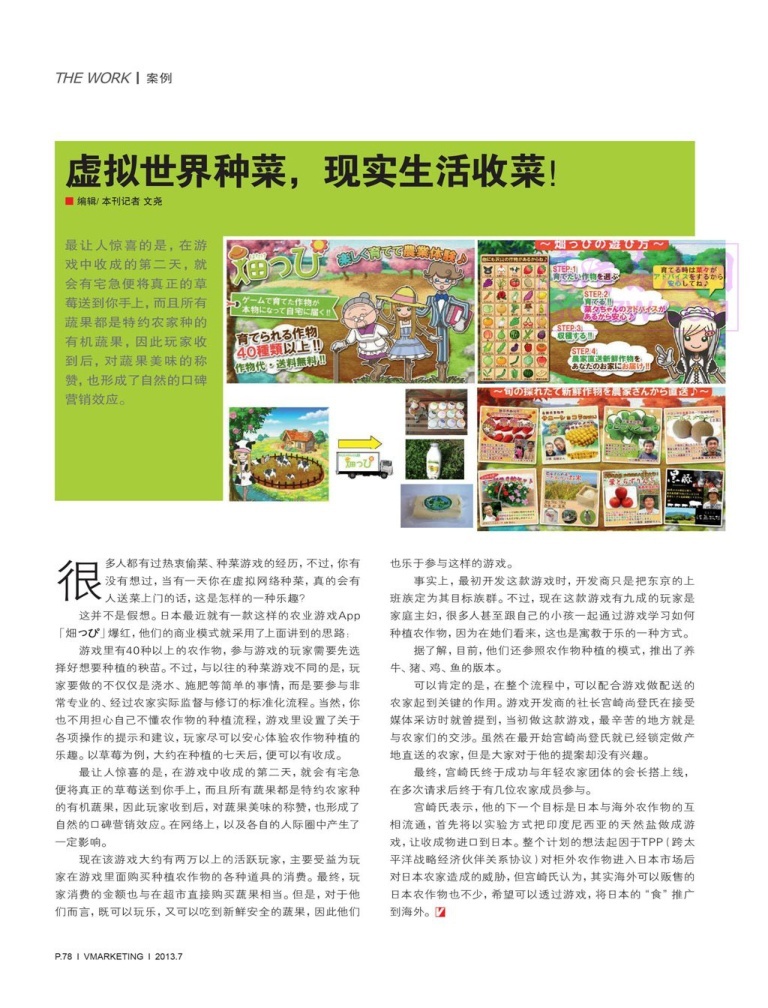 THE WORK | 案例
虚拟世界种菜，现实生活收菜！
■ 编辑/ 本刊记者 文尧
最让人惊喜的是，在游
戏中收成的第二天，就
会有宅急便将真正的草
莓送到你手上，而且所有
蔬果都是特约农家种的
有机蔬果，因此玩家收
到后，对蔬果美味的称
赞，也形成了自然的口碑
营销效应。
畑っぴ
楽しく育てて農業体験♪
ゲームで育てた作物が
本物になって自宅に届く!!
育てられる作物
40種類以上!!
作物代・送料無料!!
～畑っぴの遊び方～
STEP.1
育てたい作物を選ぶ
育てる時は菜々が
アドバイスをするから
安心してね♪
STEP.2
育てる!!
菜々ちゃんのアドバイスが
あるから安心♪
STEP.3
収穫する!!
STEP.4
農家直送新鮮作物を
あなたのお家にお届け!!
畑っぴ
～旬の採れたて新鮮作物を農家さんから直送♪～
很多人都有过热衷偷菜、种菜游戏的经历，不过，你有
没有想过，当有一天你在虚拟网络种菜，真的会有
人送菜上门的话，这是怎样的一种乐趣?
这并不是假想。日本最近就有一款这样的农业游戏App
「畑つぴ」爆红，他们的商业模式就采用了上面讲到的思路：
游戏里有40种以上的农作物，参与游戏的玩家需要先选
择好想要种植的秧苗。不过，与以往的种菜游戏不同的是，玩
家要做的不仅仅是浇水、施肥等简单的事情，而是要参与非
常专业的、经过农家实际监督与修订的标准化流程。当然，你
也不用担心自己不懂农作物的种植流程，游戏里设置了关于
各项操作的提示和建议，玩家尽可以安心体验农作物种植的
乐趣。以草莓为例，大约在种植的七天后，便可以有收成。
最让人惊喜的是，在游戏中收成的第二天，就会有宅急
便将真正的草莓送到你手上，而且所有蔬果都是特约农家种
的有机蔬果，因此玩家收到后，对蔬果美味的称赞，也形成了
自然的口碑营销效应。在网络上，以及各自的人际圈中产生了
一定影响。
现在该游戏大约有两万以上的活跃玩家，主要受益为玩
家在游戏里面购买种植农作物的各种道具的消费。最终，玩
家消费的金额也与在超市直接购买蔬果相当。但是，对于他
们而言，既可以玩乐，又可以吃到新鲜安全的蔬果，因此他们
也乐于参与这样的游戏。
事实上，最初开发这款游戏时，开发商只是把东京的上
班族定为其目标族群。不过，现在这款游戏有九成的玩家是
家庭主妇，很多人甚至跟自己的小孩一起通过游戏学习如何
种植农作物，因为在她们看来，这也是寓教于乐的一种方式。
据了解，目前，他们还参照农作物种植的模式，推出了养
牛、猪、鸡、鱼的版本。
可以肯定的是，在整个流程中，可以配合游戏做配送的
农家起到关键的作用。游戏开发商的社长宫崎尚登氏在接受
媒体采访时就曾提到，当初做这款游戏，最辛苦的地方就是
与农家们的交涉。虽然在最开始宫崎尚登氏就已经锁定做产
地直送的农家，但是大家对于他的提案却没有兴趣。
最终，宫崎氏终于成功与年轻农家团体的会长搭上线，
在多次请求后终于有几位农家成员参与。
宫崎氏表示，他的下一个目标是日本与海外农作物的互
相流通，首先将以实验方式把印度尼西亚的天然盐做成游
戏，让收成物进口到日本。整个计划的想法起因于TPP（跨太
平洋战略经济伙伴关系协议）对柜外农作物进入日本市场后
对日本农家造成的威胁，但宫崎氏认为，其实海外可以贩售的
日本农作物也不少，希望可以透过游戏，将日本的“食”推广
到海外。
P.78 | VMARKETING | 2013.7